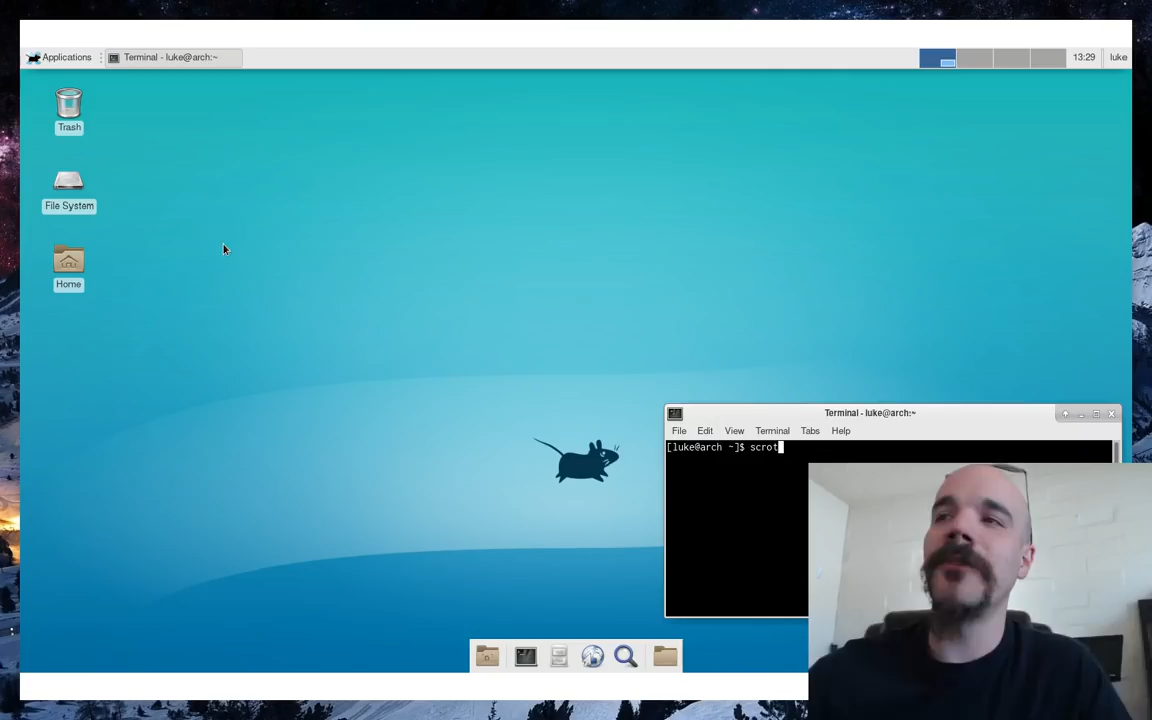 Applications
Terminal - luke@arch:~
13:29
luke
Trash
File System
Home
Terminal - luke@arch:~
File Edit View Terminal Tabs Help
[luke@arch ~]$ scrot